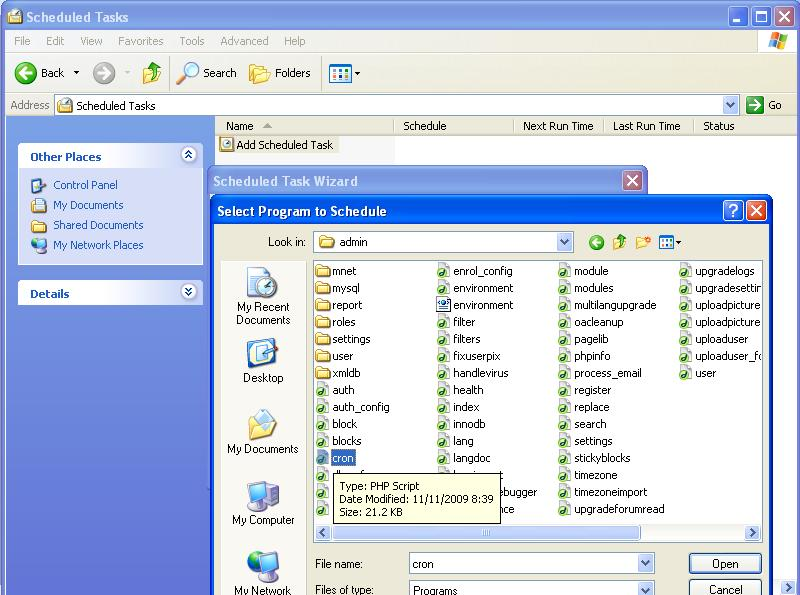 Scheduled Tasks
File Edit View Favorites Tools Advanced Help
Back Search Folders
Address Scheduled Tasks Go
Name Schedule Next Run Time Last Run Time Status
Add Scheduled Task
Other Places
Control Panel
My Documents
Shared Documents
My Network Places
Details
Scheduled Task Wizard
Select Program to Schedule
Look in: admin
My Recent
Documents
Desktop
My Documents
My Computer
My Network
mnet
mysql
report
roles
settings
user
xmldb
auth
auth_config
block
blocks
cron
enrol_config
environment
environment
filter
filters
fixuserpix
handlevirus
health
index
innodb
lang
langdoc
module
modules
multilangupgrade
oacleanup
pagelib
phpinfo
process_email
register
replace
search
settings
stickyblocks
timezone
timezoneimport
upgradeforumread
upgradelogs
upgradesettin
uploadpicture
uploadpicture
uploaduser
uploaduser_fo
user
Type: PHP Script
Date Modified: 11/11/2009 8:39
Size: 21.2 KB
File name: cron Open
Files of type: Programs Cancel